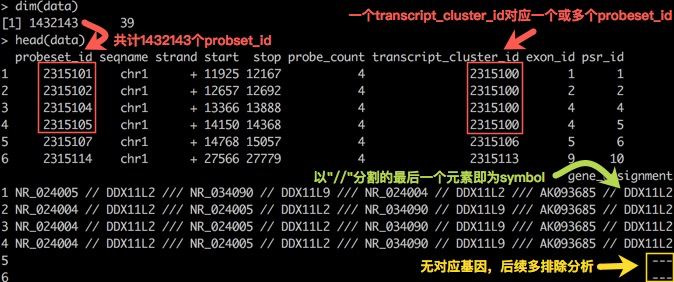 > dim(data)
[1] 1432143 39
一个transcript_cluster_id对应一个或多个probeset_id
> head(data)
共计1432143个probset_id
probeset_id seqname strand start stop probe_count transcript_cluster_id exon_id psr_id
1 2315101 chr1 + 11925 12167 4 2315100 1 1
2 2315102 chr1 + 12657 12692 4 2315100 2 2
3 2315104 chr1 + 13366 13888 4 2315100 4 4
4 2315105 chr1 + 14150 14368 4 2315100 4 5
5 2315107 chr1 + 14768 15057 4 2315106 5 6
6 2315114 chr1 + 27566 27779 4 2315113 9 10
以"//"分割的最后一个元素即为symbol
1 NR_024005 // DDX11L2 /// NR_034090 // DDX11L9 /// NR_024004 // DDX11L2 /// AK093685 // DDX11L2
2 NR_024004 // DDX11L2 /// NR_024005 // DDX11L2 /// NR_034090 // DDX11L9 /// AK093685 // DDX11L2
3 NR_024004 // DDX11L2 /// NR_024005 // DDX11L2 /// NR_034090 // DDX11L9 /// AK093685 // DDX11L2
4 NR_024004 // DDX11L2 /// NR_024005 // DDX11L2 /// NR_034090 // DDX11L9 /// AK093685 // DDX11L2
5 ---
6 ---
无对应基因，后续多排除分析